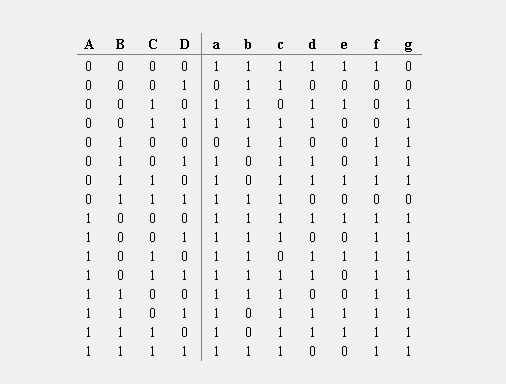 A B C D a b c d e f g
0 0 0 0 1 1 1 1 1 1 0
0 0 0 1 0 1 1 0 0 0 0
0 0 1 0 1 1 0 1 1 0 1
0 0 1 1 1 1 1 1 0 0 1
0 1 0 0 0 1 1 0 0 1 1
0 1 0 1 1 0 1 1 0 1 1
0 1 1 0 1 0 1 1 1 1 1
0 1 1 1 1 1 1 0 0 0 0
1 0 0 0 1 1 1 1 1 1 1
1 0 0 1 1 1 1 0 0 1 1
1 0 1 0 1 1 0 1 1 1 1
1 0 1 1 1 1 1 1 0 1 1
1 1 0 0 1 1 1 0 0 1 1
1 1 0 1 1 0 1 1 1 1 1
1 1 1 0 1 0 1 1 1 1 1
1 1 1 1 1 1 1 0 0 1 1